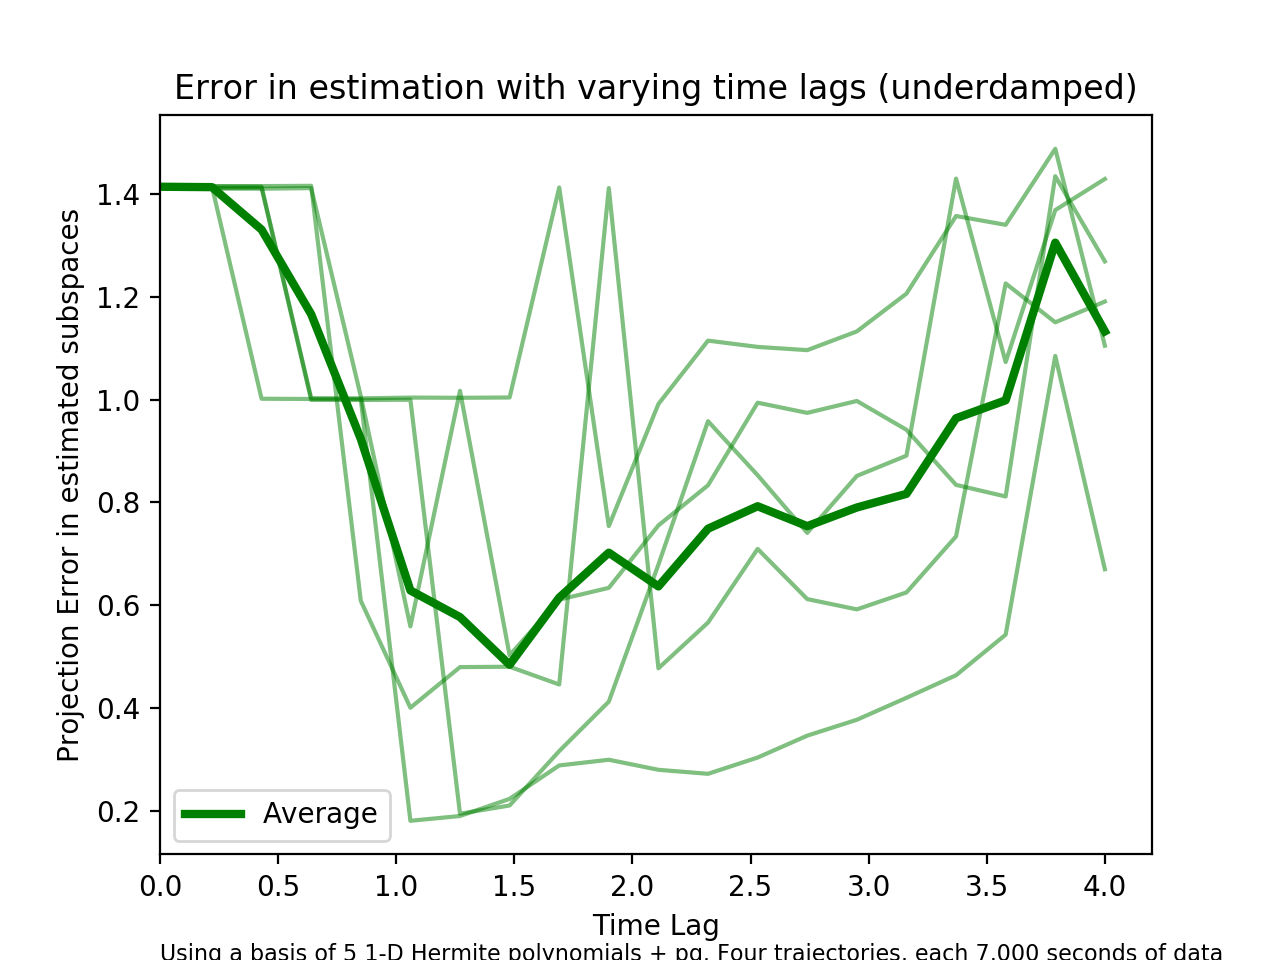 Error in estimation with varying time lags (underdamped)
Projection Error in estimated subspaces
1.4
1.2
1.0
0.8
0.6
0.4
0.2
Average
0.0 0.5 1.0 1.5 2.0 2.5 3.0 3.5 4.0
Time Lag
Using a basis of 5 1-D Hermite polynomials + pq. Four trajectories, each 7,000 seconds of data